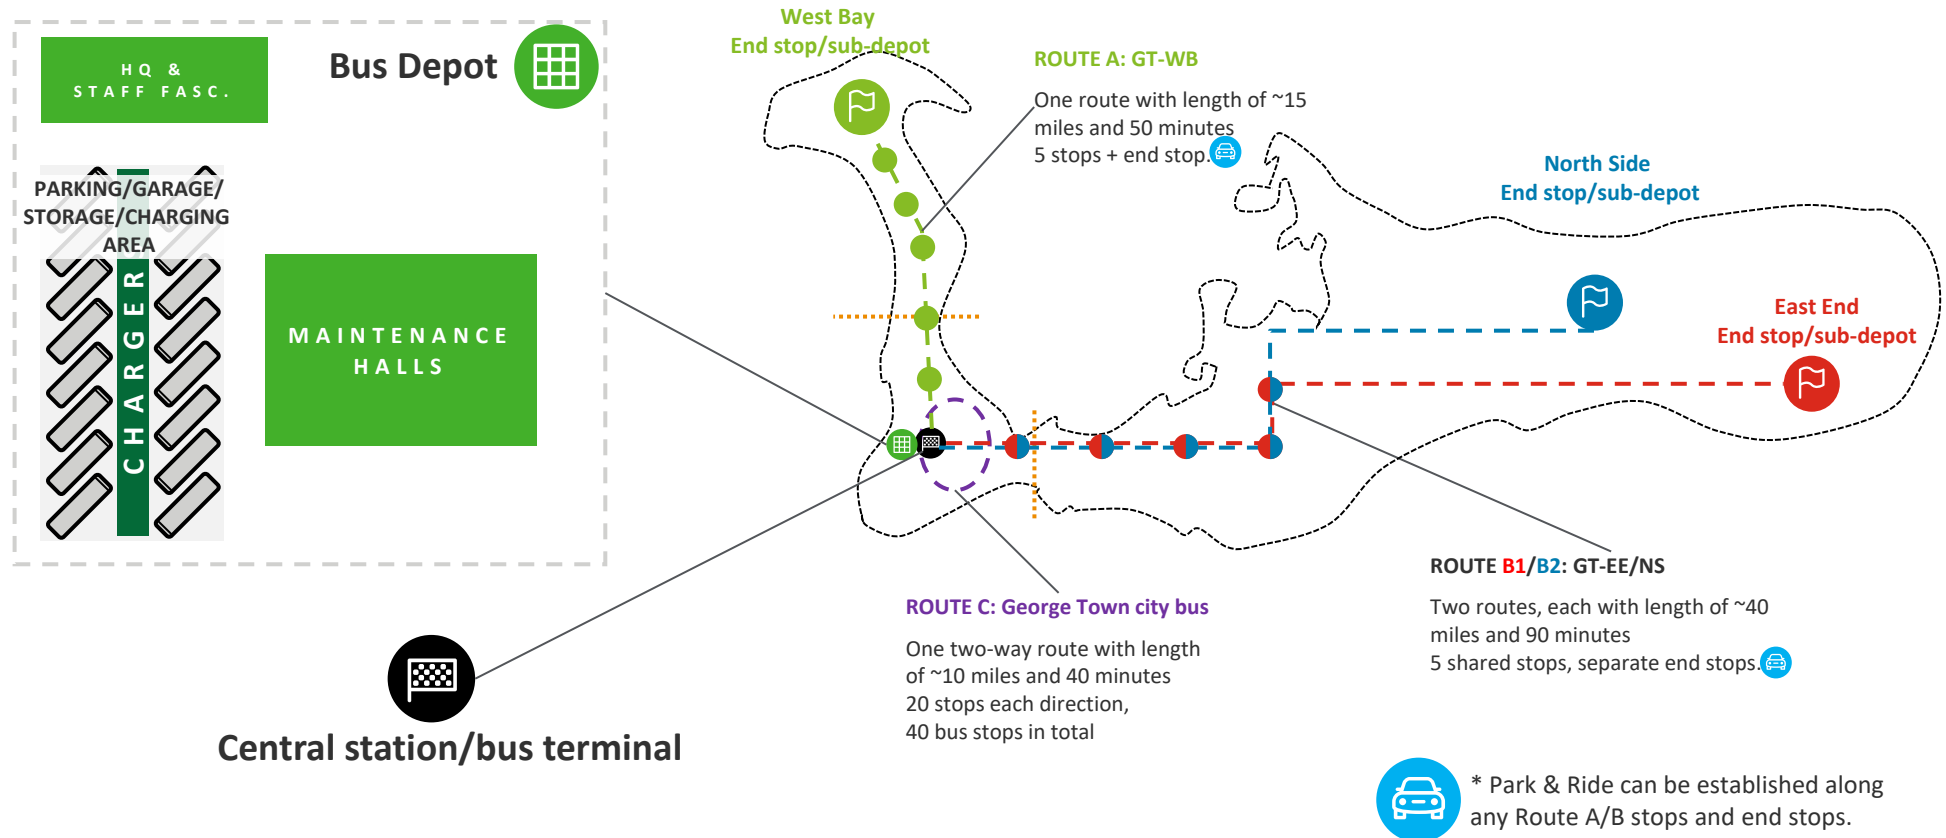 HQ &
STAFF FASC.
Bus Depot
PARKING/GARAGE/
STORAGE/CHARGING
AREA
CHARGER
MAINTENANCE
HALLS
Central station/bus terminal
West Bay
End stop/sub-depot
ROUTE A: GT-WB
One route with length of ~15
miles and 50 minutes
5 stops + end stop.
North Side
End stop/sub-depot
East End
End stop/sub-depot
ROUTE C: George Town city bus
One two-way route with length
of ~10 miles and 40 minutes
20 stops each direction,
40 bus stops in total
ROUTE B1/B2: GT-EE/NS
Two routes, each with length of ~40
miles and 90 minutes
5 shared stops, separate end stops.
* Park & Ride can be established along
any Route A/B stops and end stops.